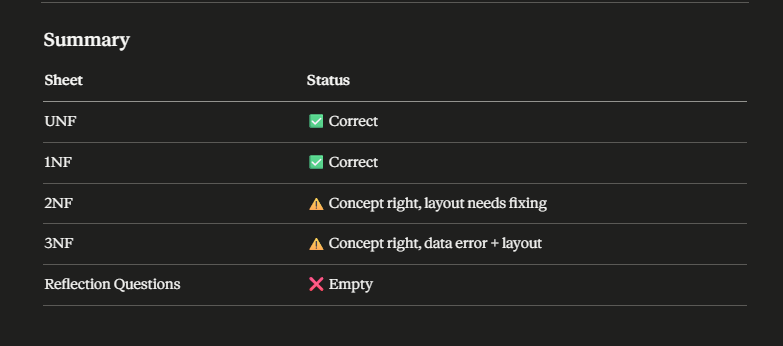 Summary
Sheet Status
UNF ✅ Correct
1NF ✅ Correct
2NF ⚠️ Concept right, layout needs fixing
3NF ⚠️ Concept right, data error + layout
Reflection Questions ❌ Empty